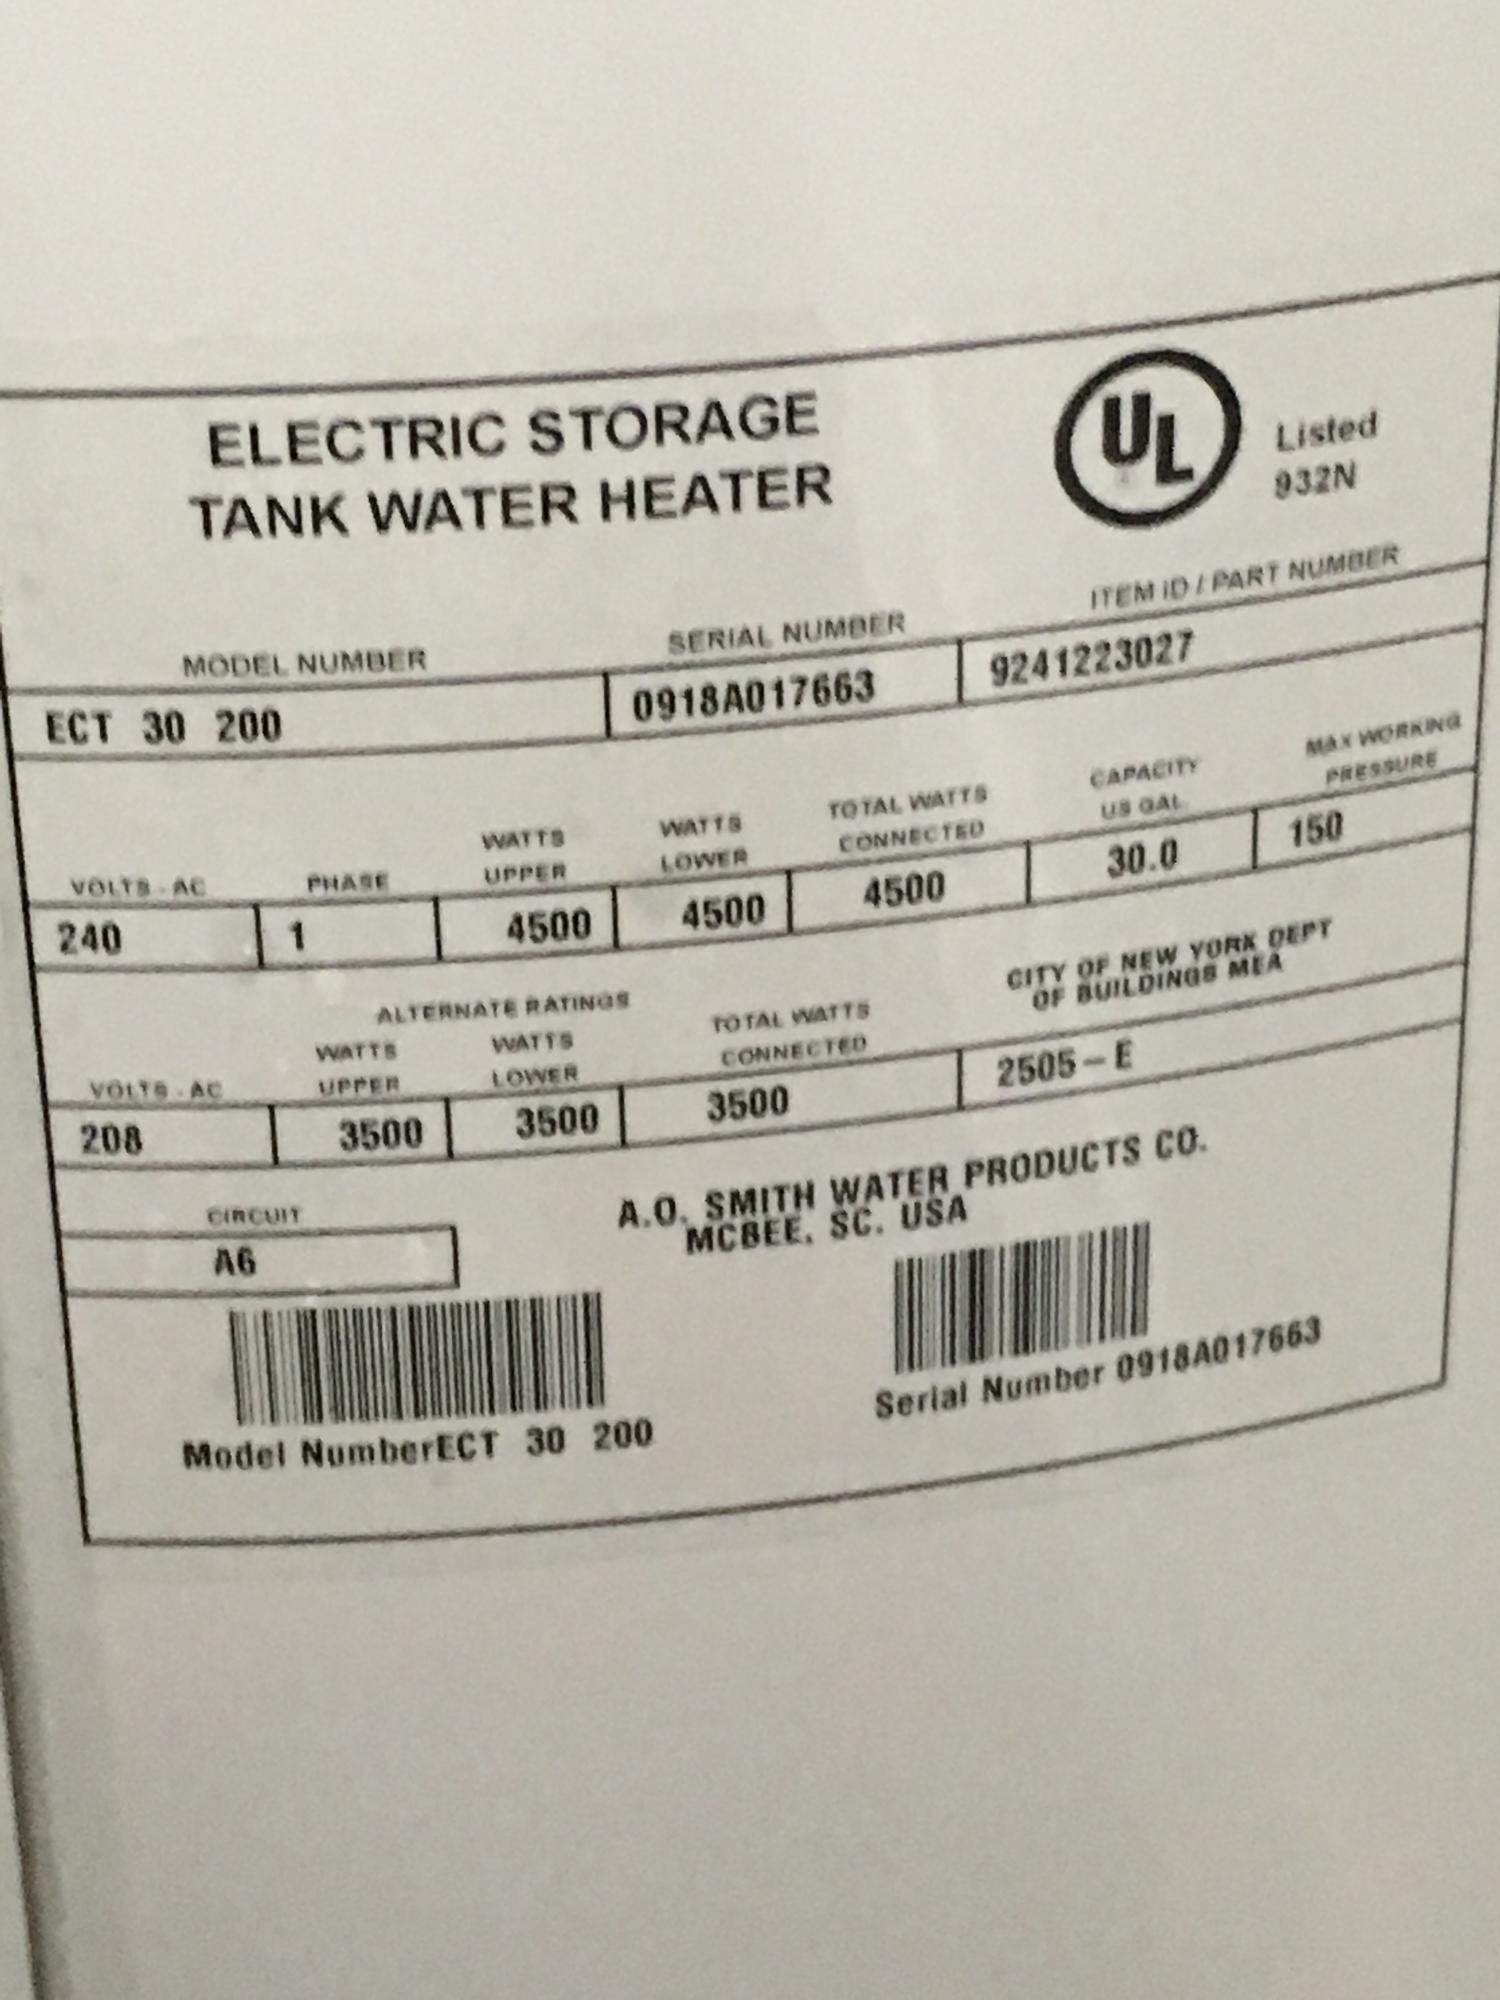 ELECTRIC STORAGE
TANK WATER HEATER
UL
Listed
932N
MODEL NUMBER SERIAL NUMBER ITEM ID / PART NUMBER
ECT 30 200 0918A017663 9241223027
VOLTS - AC PHASE WATTS UPPER WATTS LOWER TOTAL WATTS CONNECTED CAPACITY US GAL MAX WORKING PRESSURE
240 1 4500 4500 4500 30.0 150
ALTERNATE RATINGS
VOLTS - AC WATTS UPPER WATTS LOWER TOTAL WATTS CONNECTED CITY OF NEW YORK DEPT OF BUILDINGS MEA
208 3500 3500 3500 2505-E
CIRCUIT
A6
A.O. SMITH WATER PRODUCTS CO.
MCBEE, SC. USA
Model NumberECT 30 200
Serial Number 0918A017663